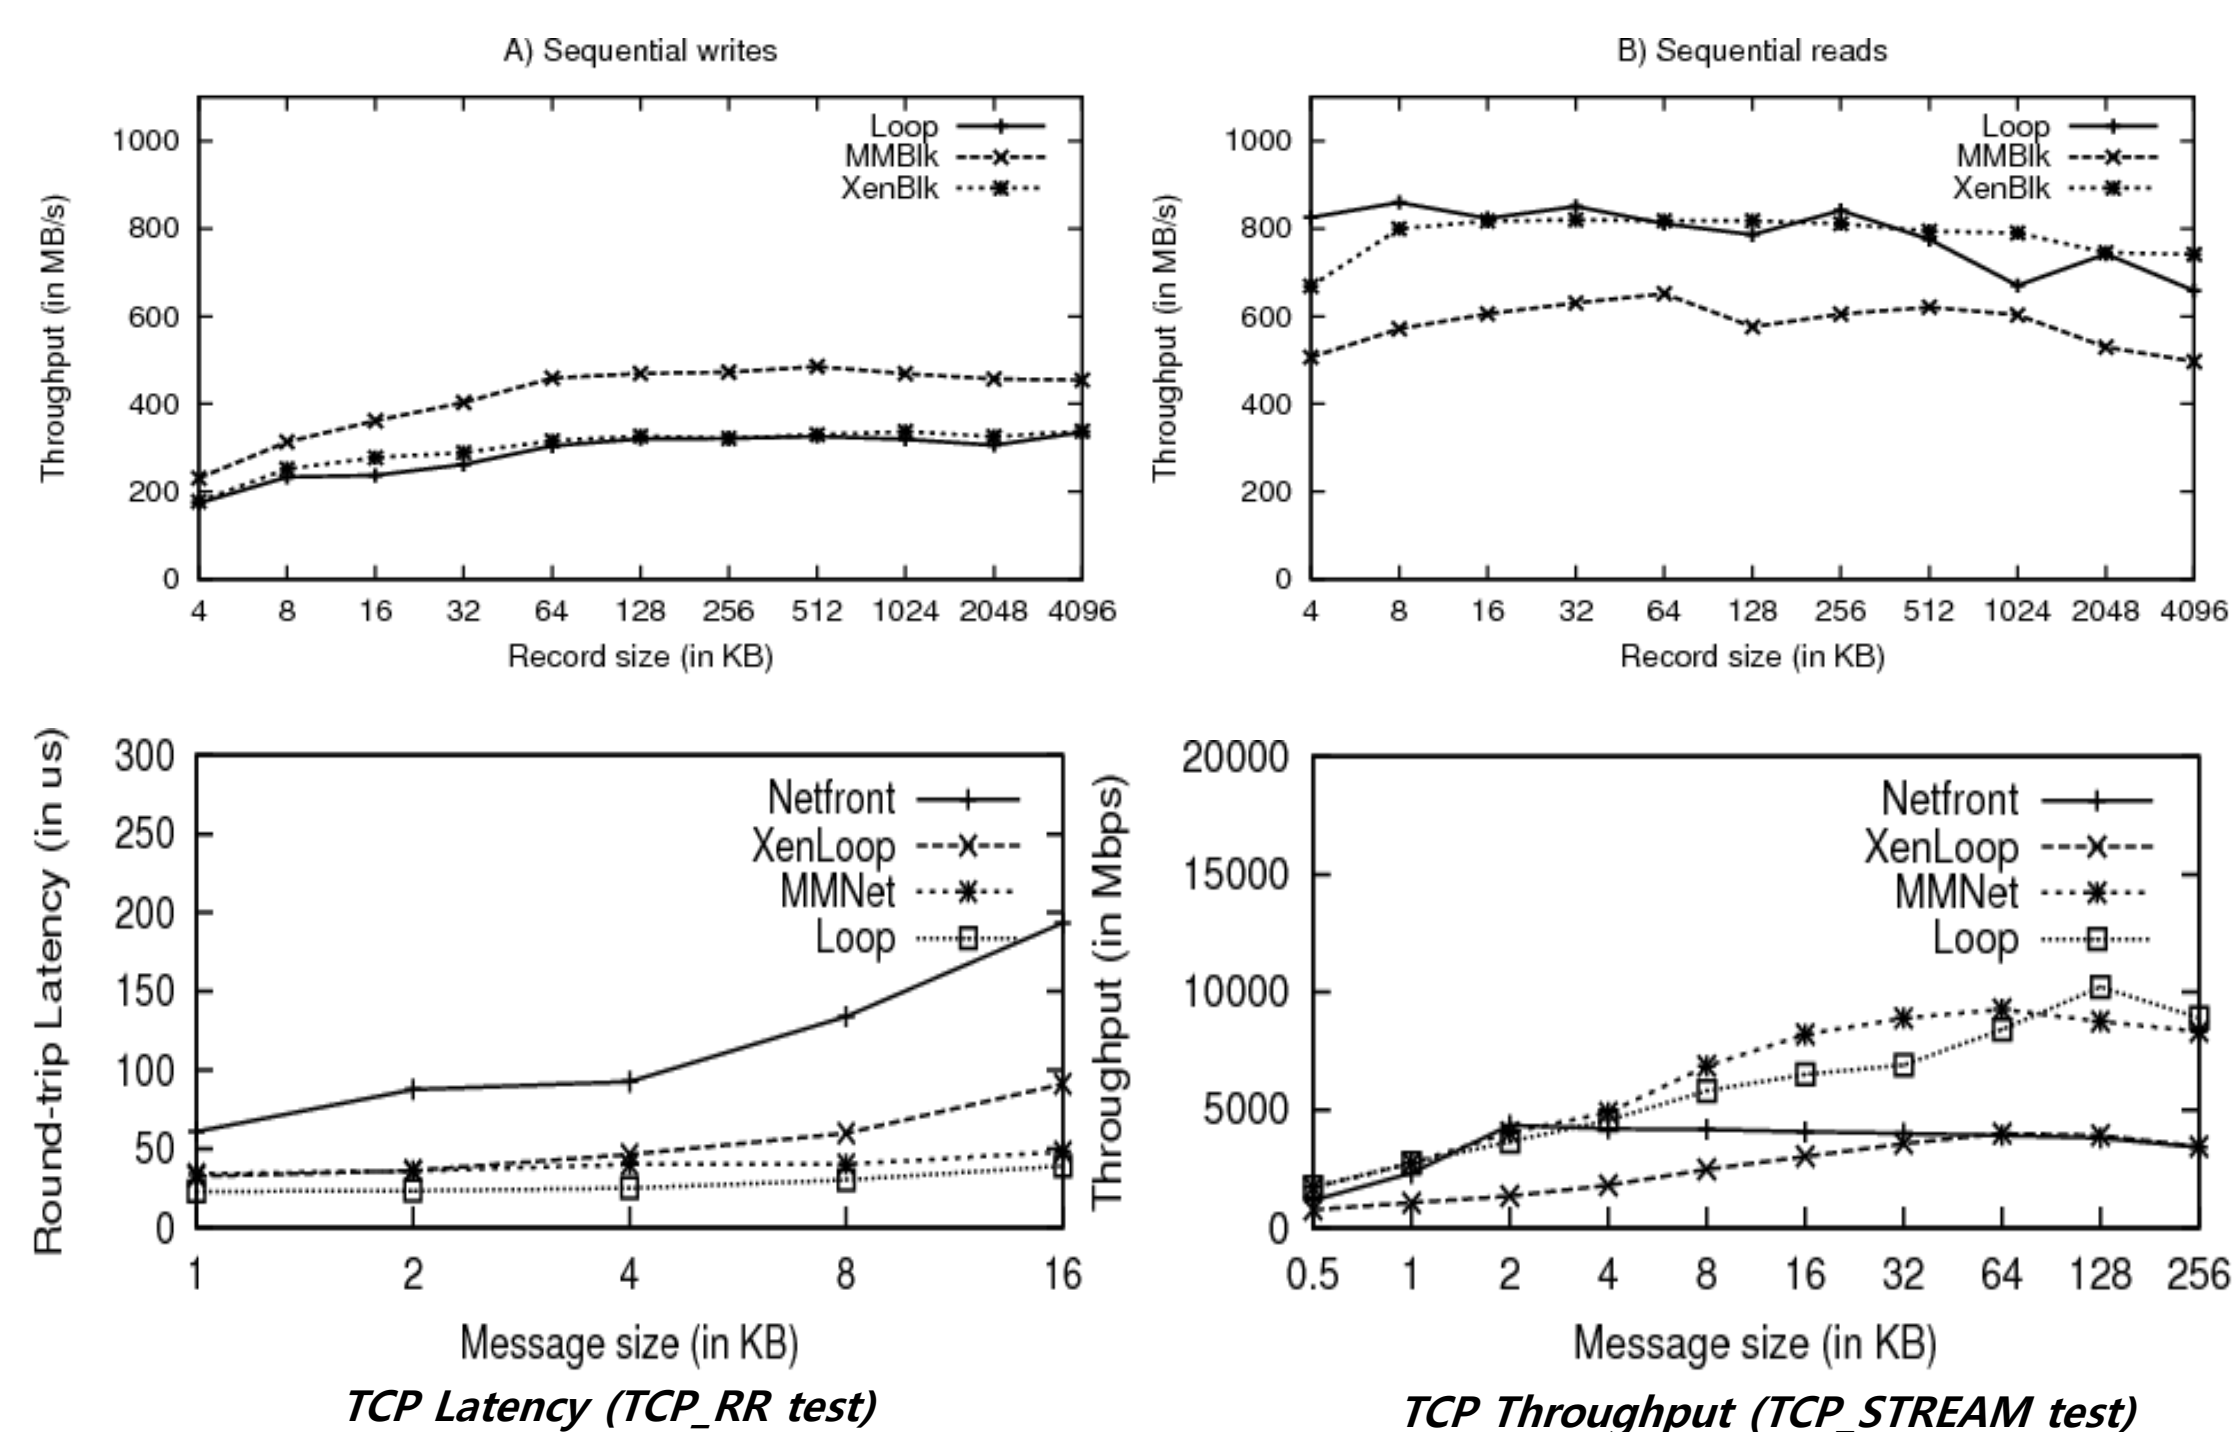 A) Sequential writes
Throughput (in MB/s)
1000
800
600
400
200
0
Loop
MMBlk
XenBlk
4 8 16 32 64 128 256 512 1024 2048 4096
Record size (in KB)
B) Sequential reads
Throughput (in MB/s)
1000
800
600
400
200
0
Loop
MMBlk
XenBlk
4 8 16 32 64 128 256 512 1024 2048 4096
Record size (in KB)
Round-trip Latency (in us)
300
250
200
150
100
50
0
Netfront
XenLoop
MMNet
Loop
1 2 4 8 16
Message size (in KB)
TCP Latency (TCP_RR test)
Throughput (in Mbps)
20000
15000
10000
5000
0
Netfront
XenLoop
MMNet
Loop
0.5 1 2 4 8 16 32 64 128 256
Message size (in KB)
TCP Throughput (TCP_STREAM test)